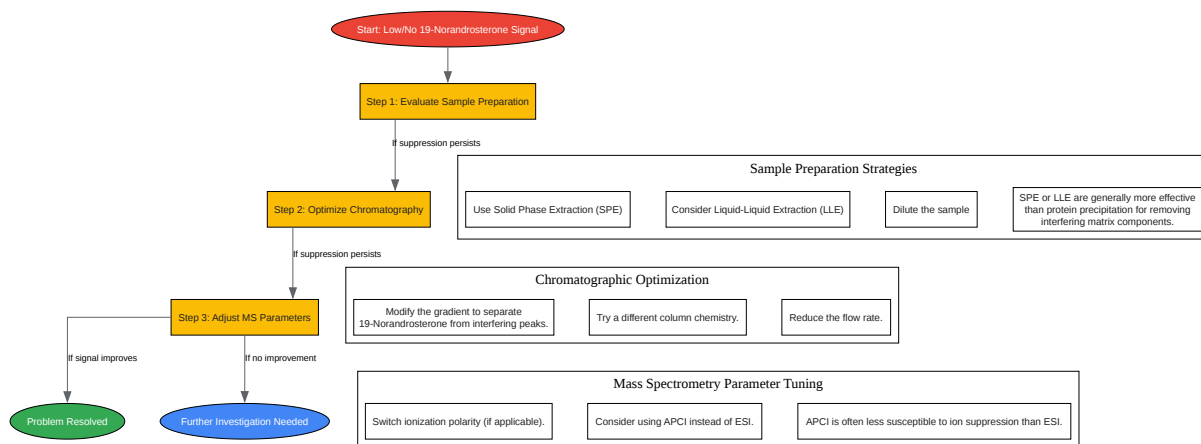 Start: Low/No 19-Norandrosterone Signal
Step 1: Evaluate Sample Preparation
If suppression persists
Sample Preparation Strategies
Step 2: Optimize Chromatography
Use Solid Phase Extraction (SPE)
Consider Liquid-Liquid Extraction (LLE)
Dilute the sample
SPE or LLE are generally more effective
than protein precipitation for removing
interfering matrix components.
If suppression persists
Chromatographic Optimization
Step 3: Adjust MS Parameters
Modify the gradient to separate
19-Norandrosterone from interfering peaks.
Try a different column chemistry.
Reduce the flow rate.
If signal improves
If no improvement
Mass Spectrometry Parameter Tuning
Problem Resolved
Further Investigation Needed
Switch ionization polarity (if applicable).
Consider using APCI instead of ESI.
APCI is often less susceptible to ion suppression than ESI.